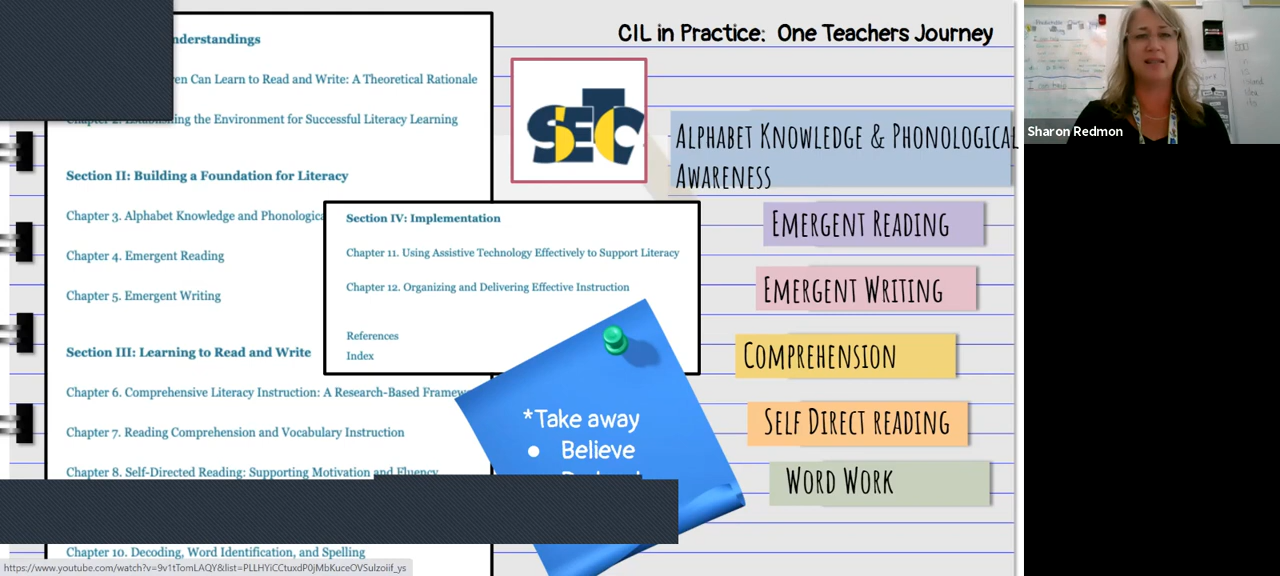 nderstandings
en Can Learn to Read and Write: A Theoretical Rationale
Chapter 2. Establishing the Environment for Successful Literacy Learning
Section II: Building a Foundation for Literacy
Chapter 3. Alphabet Knowledge and Phonologica
Chapter 4. Emergent Reading
Chapter 5. Emergent Writing
Section III: Learning to Read and Write
Chapter 6. Comprehensive Literacy Instruction: A Research-Based Framew
Chapter 7. Reading Comprehension and Vocabulary Instruction
Chapter 8. Self-Directed Reading: Supporting Motivation and Fluency
Chapter 10. Decoding, Word Identification, and Spelling
https://www.youtube.com/watch?v=9v1tTomLAQY&list=PLLHYiCCtuxdP0jMbKuceOVSulzoiif_ys
Section IV: Implementation
Chapter 11. Using Assistive Technology Effectively to Support Literacy
Chapter 12. Organizing and Delivering Effective Instruction
References
Index
*Take away
● Believe
CIL in Practice: One Teachers Journey
SETC
Alphabet Knowledge & Phonological
Awareness
Emergent Reading
Emergent Writing
Comprehension
Self Direct reading
Word Work
Sharon Redmon